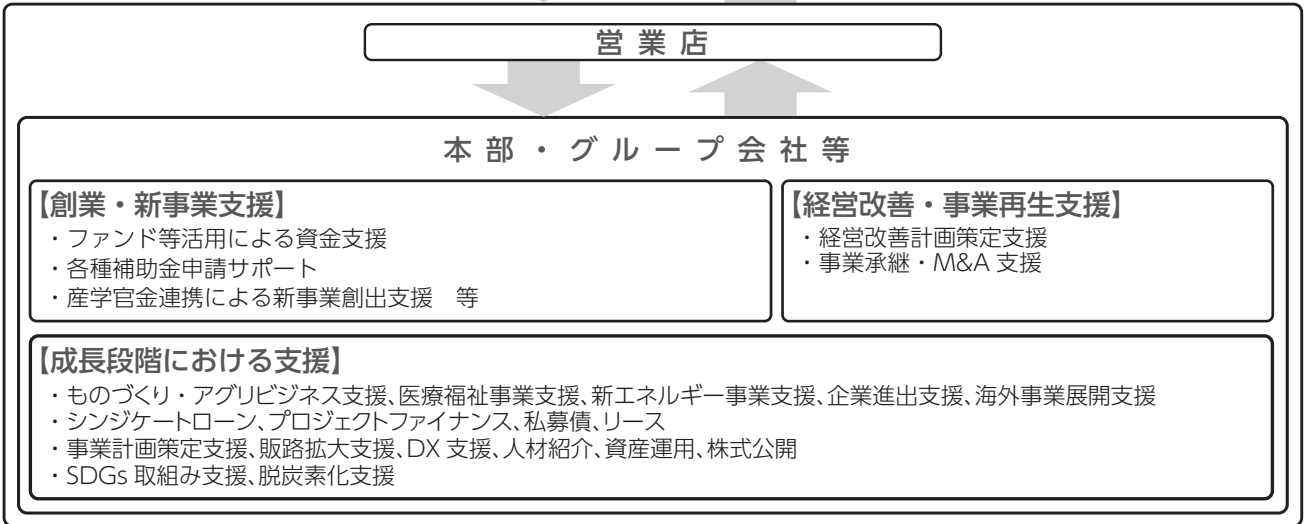 営業店
本部・グループ会社等
【創業・新事業支援】
・ファンド等活用による資金支援
・各種補助金申請サポート
・産学官金連携による新事業創出支援　等
【経営改善・事業再生支援】
・経営改善計画策定支援
・事業承継・M&A 支援
【成長段階における支援】
・ものづくり・アグリビジネス支援、医療福祉事業支援、新エネルギー事業支援、企業進出支援、海外事業展開支援
・シンジケートローン、プロジェクトファイナンス、私募債、リース
・事業計画策定支援、販路拡大支援、DX 支援、人材紹介、資産運用、株式公開
・SDGs 取組み支援、脱炭素化支援